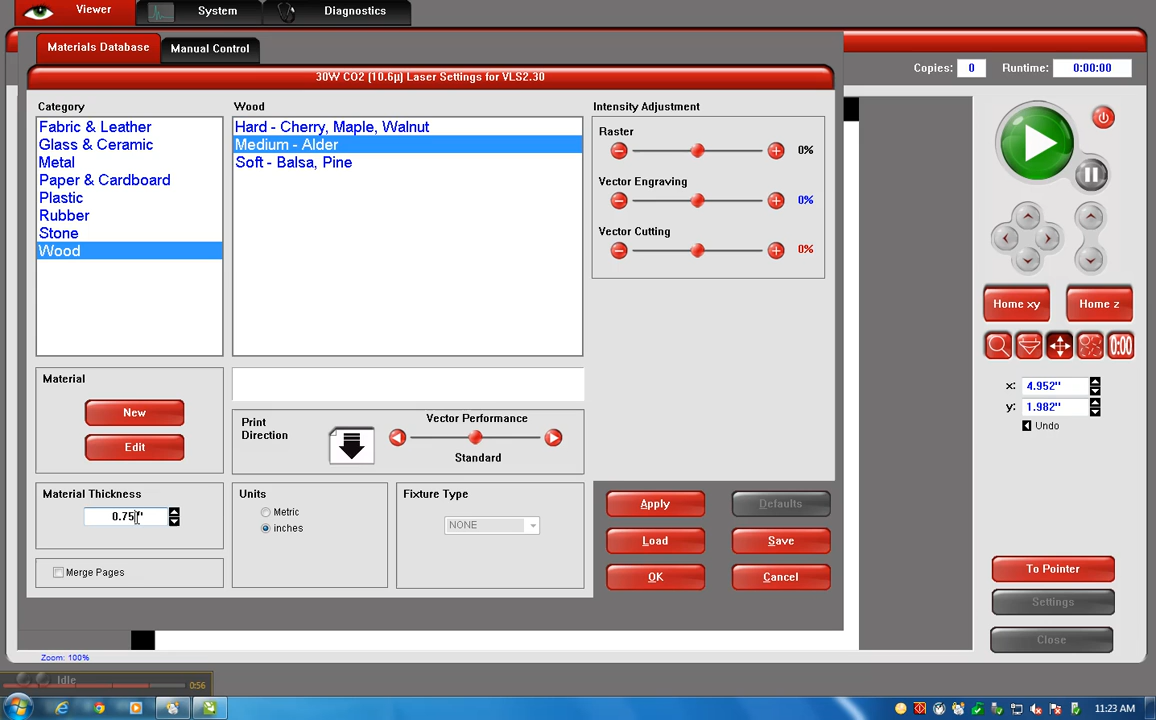 Viewer
System
Diagnostics
Materials Database
Manual Control
30W CO2 (10.6µ) Laser Settings for VLS2.30
Copies: 0
Runtime: 0:00:00
Category
Fabric & Leather
Glass & Ceramic
Metal
Paper & Cardboard
Plastic
Rubber
Stone
Wood
Wood
Hard - Cherry, Maple, Walnut
Medium - Alder
Soft - Balsa, Pine
Intensity Adjustment
Raster
0%
Vector Engraving
0%
Vector Cutting
0%
Home xy
Home z
0:00
x: 4.952"
y: 1.982"
Undo
Material
New
Edit
Print
Direction
Vector Performance
Standard
Material Thickness
0.75"
Merge Pages
Units
Metric
inches
Fixture Type
NONE
Apply
Defaults
Load
Save
OK
Cancel
To Pointer
Settings
Close
Zoom: 100%
Idle
0:56
11:23 AM